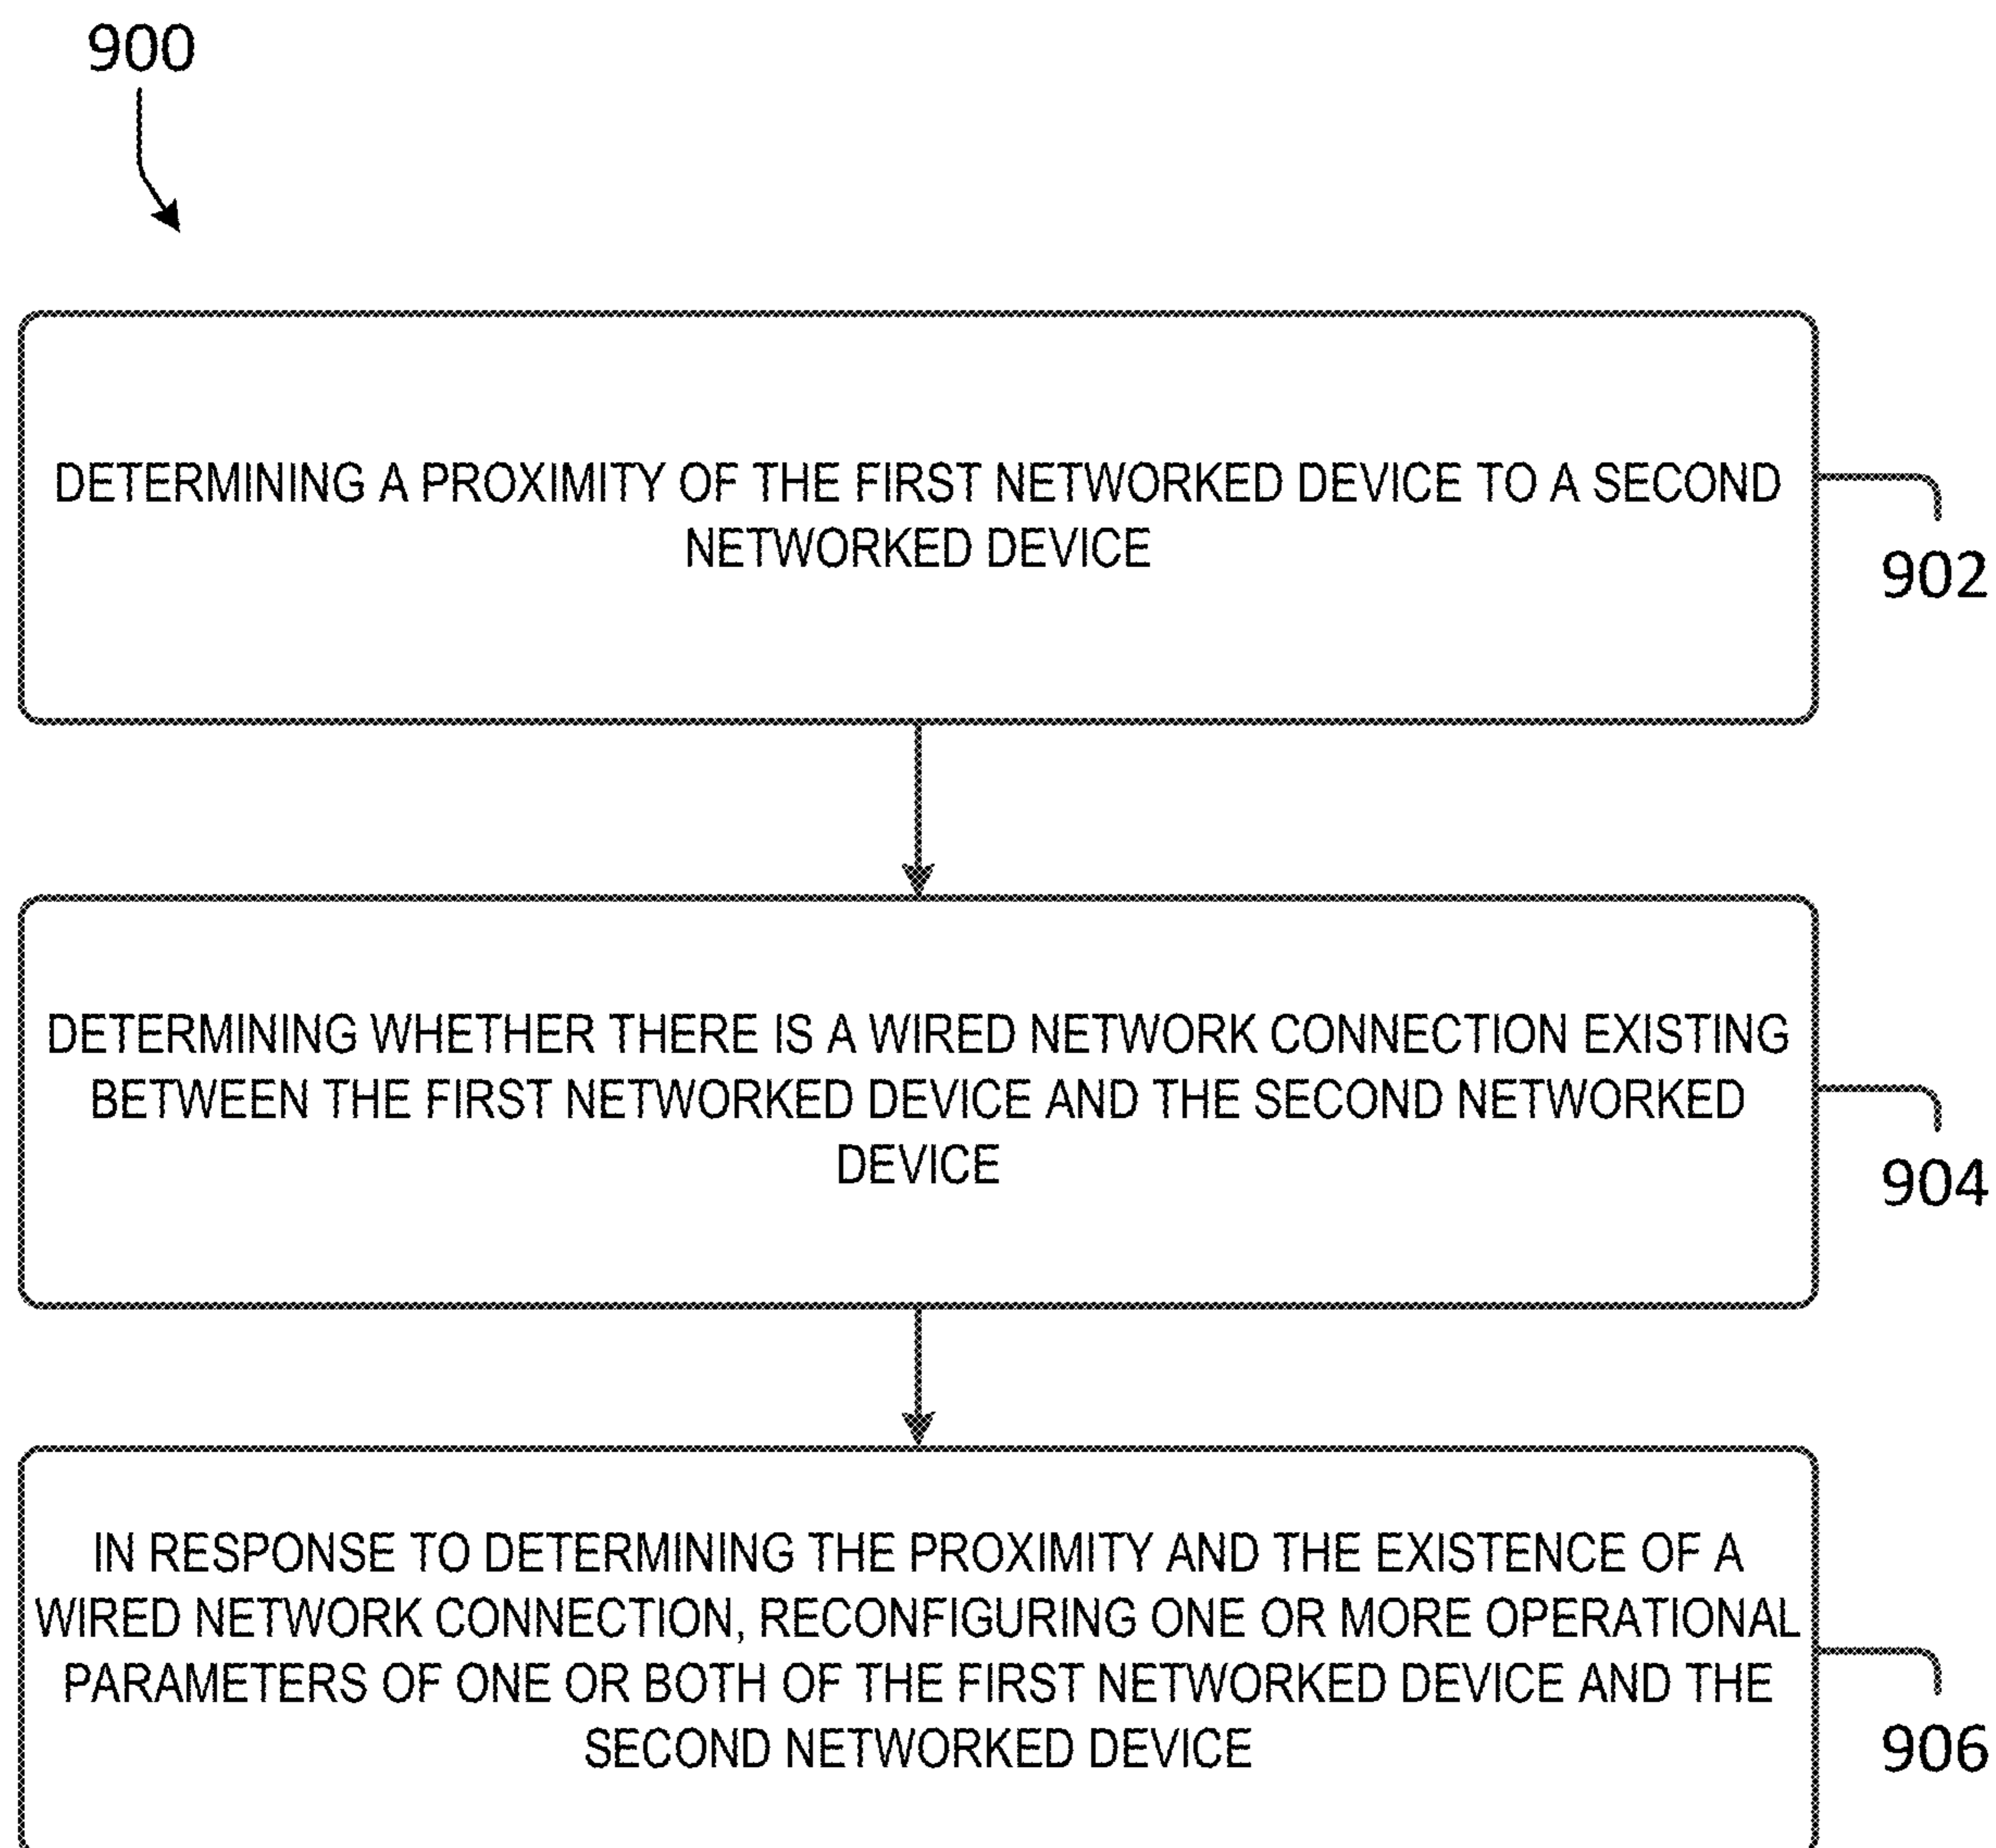 900
DETERMINING A PROXIMITY OF THE FIRST NETWORKED DEVICE TO A SECOND
NETWORKED DEVICE
902
DETERMINING WHETHER THERE IS A WIRED NETWORK CONNECTION EXISTING
BETWEEN THE FIRST NETWORKED DEVICE AND THE SECOND NETWORKED
DEVICE
904
IN RESPONSE TO DETERMINING THE PROXIMITY AND THE EXISTENCE OF A
WIRED NETWORK CONNECTION, RECONFIGURING ONE OR MORE OPERATIONAL
PARAMETERS OF ONE OR BOTH OF THE FIRST NETWORKED DEVICE AND THE
SECOND NETWORKED DEVICE
906